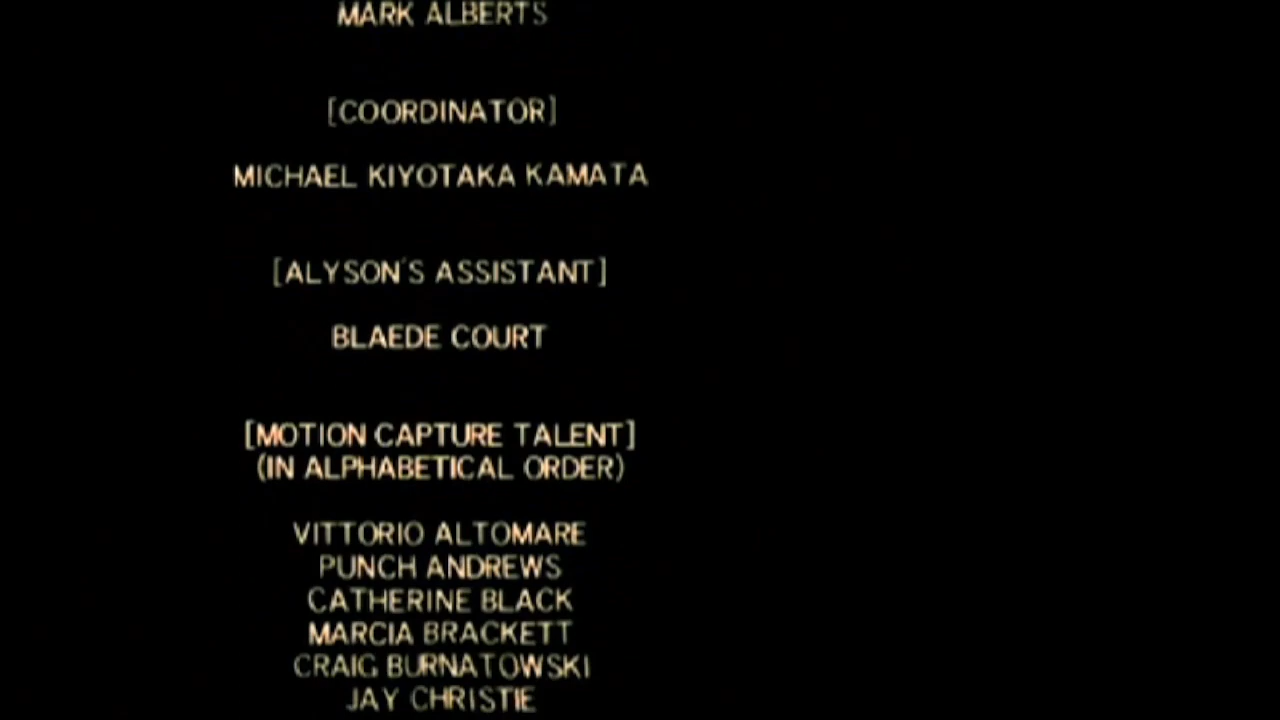 MARK ALBERTS
[COORDINATOR]
MICHAEL KIYOTAKA KAMATA
[ALYSON'S ASSISTANT]
BLAEDE COURT
[MOTION CAPTURE TALENT]
(IN ALPHABETICAL ORDER)
VITTORIO ALTOMARE
PUNCH ANDREWS
CATHERINE BLACK
MARCIA BRACKETT
CRAIG BURNATOWSKI
JAY CHRISTIE